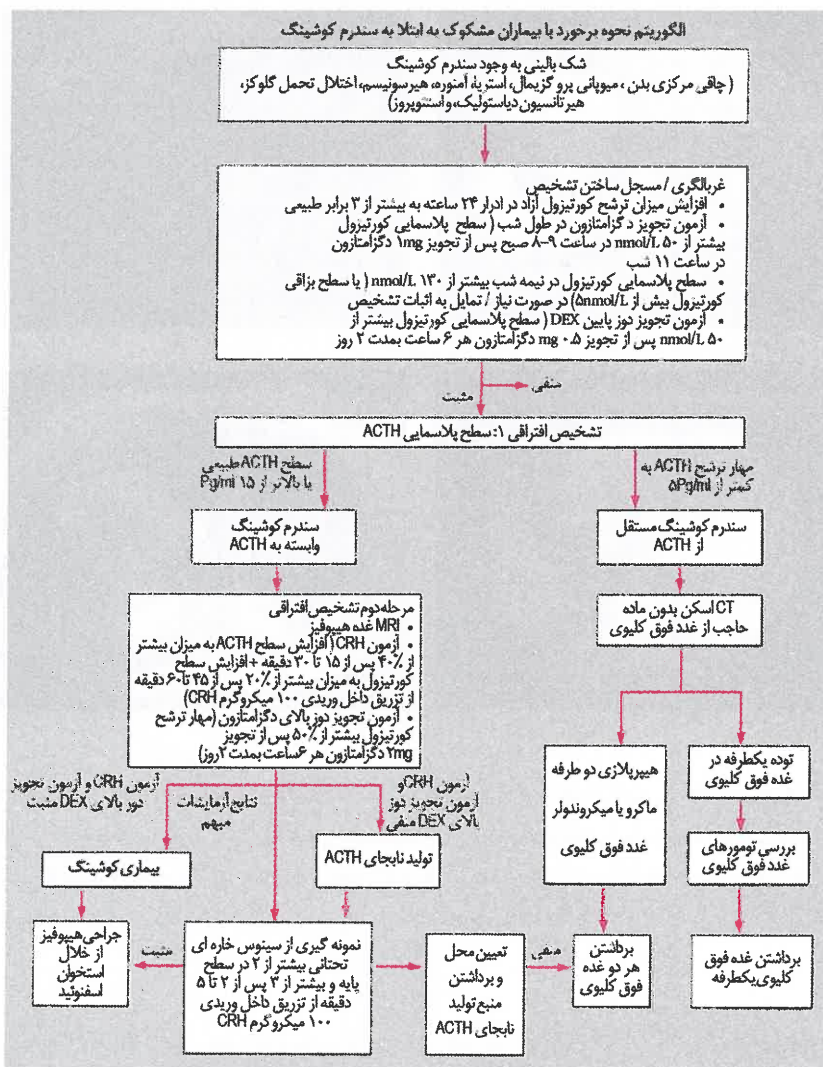 الگوریتم نحوه برخورد با بیماران مشکوک به ابتلا به سندرم کوشینگ
شک بالینی به وجود سندرم کوشینگ
(چاقی مرکزی بدن ، میوپاتی پروگزیمال، استریه آمنوره، هیرسوتیسم، اختلال تحمل گلوکز،
هیرتانسیون دیاستولیک، و استئوپروز)
غربالگری / مسجل ساختن تشخیص
• افزایش میزان ترشح کورتیزول آزاد در ادرار ۲۴ ساعته به بیشتر از ۳ برابر طبیعی
• آزمون تجویز دگزامتازون در طول شب ( سطح پلاسمایی کورتیزول
بیشتر از ۵۰ nmol/L در ساعت ۹-۸ صبح پس از تجویز ۱mg دگزامتازون
در ساعت ۱۱ شب
• سطح پلاسمایی کورتیزول در نیمه شب بیشتر از ۱۳۰ nmol/L ( یا سطح بزاقی
کورتیزول بیش از ۵nmol/L) در صورت نیاز / تمایل به اثبات تشخیص
• آزمون تجویز دوز پایین DEX ( سطح پلاسمایی کورتیزول بیشتر از
۵۰ nmol/L پس از تجویز ۰.۵ mg دگزامتازون هر ۶ ساعت بمدت ۲ روز
منفی
مثبت
تشخیص افتراقی ۱: سطح پلاسمایی ACTH
مهار ترشح ACTH به
کمتر از ۵Pg/ml
سطح ACTH طبیعی
یا بالاتر از ۱۵ Pg/ml
سندرم کوشینگ مستقل
از ACTH
سندرم کوشینگ
وابسته به ACTH
CT اسکن بدون ماده
حاجب از غدد فوق کلیوی
مرحله دوم تشخیص افتراقی
• MRI غده هیپوفیز
• آزمون CRH ( افزایش سطح ACTH به میزان بیشتر
از ۴۰٪ پس از ۱۵ تا ۳۰ دقیقه + افزایش سطح
کورتیزول به میزان بیشتر از ۲۰٪ پس از ۴۵ تا ۶۰ دقیقه
از تزریق داخل وریدی ۱۰۰ میکروگرم CRH)
• آزمون تجویز دوز بالای دگزامتازون (مهار ترشح
کورتیزول بیشتر از ۵۰٪ پس از تجویز
۲mg دگزامتازون هر ۶ ساعت بمدت ۲ روز)
توده یکطرفه در
غده فوق کلیوی
هیپرپلازی دو طرفه
ماکرو یا میکروندولر
غدد فوق کلیوی
آزمون CRH و
آزمون تجویز دوز
بالای DEX منفی
نتایج آزمایشات
مبهم
آزمون CRH و آزمون تجویز
دوز بالای DEX مثبت
بررسی تومورهای
غدد فوق کلیوی
تولید نابجای ACTH
بیماری کوشینگ
برداشتن غده فوق
کلیوی یکطرفه
برداشتن
هر دو غده
فوق کلیوی
منفی
تعیین محل
و برداشتن
منبع تولید
نابجای ACTH
نمونه گیری از سینوس خاره ای
تحتانی بیشتر از ۲ در سطح
پایه و بیشتر از ۳ پس از ۲ تا ۵
دقیقه از تزریق داخل وریدی
۱۰۰ میکروگرم CRH
مثبت
جراحی هیپوفیز
از خلال
استخوان
اسفنوئید